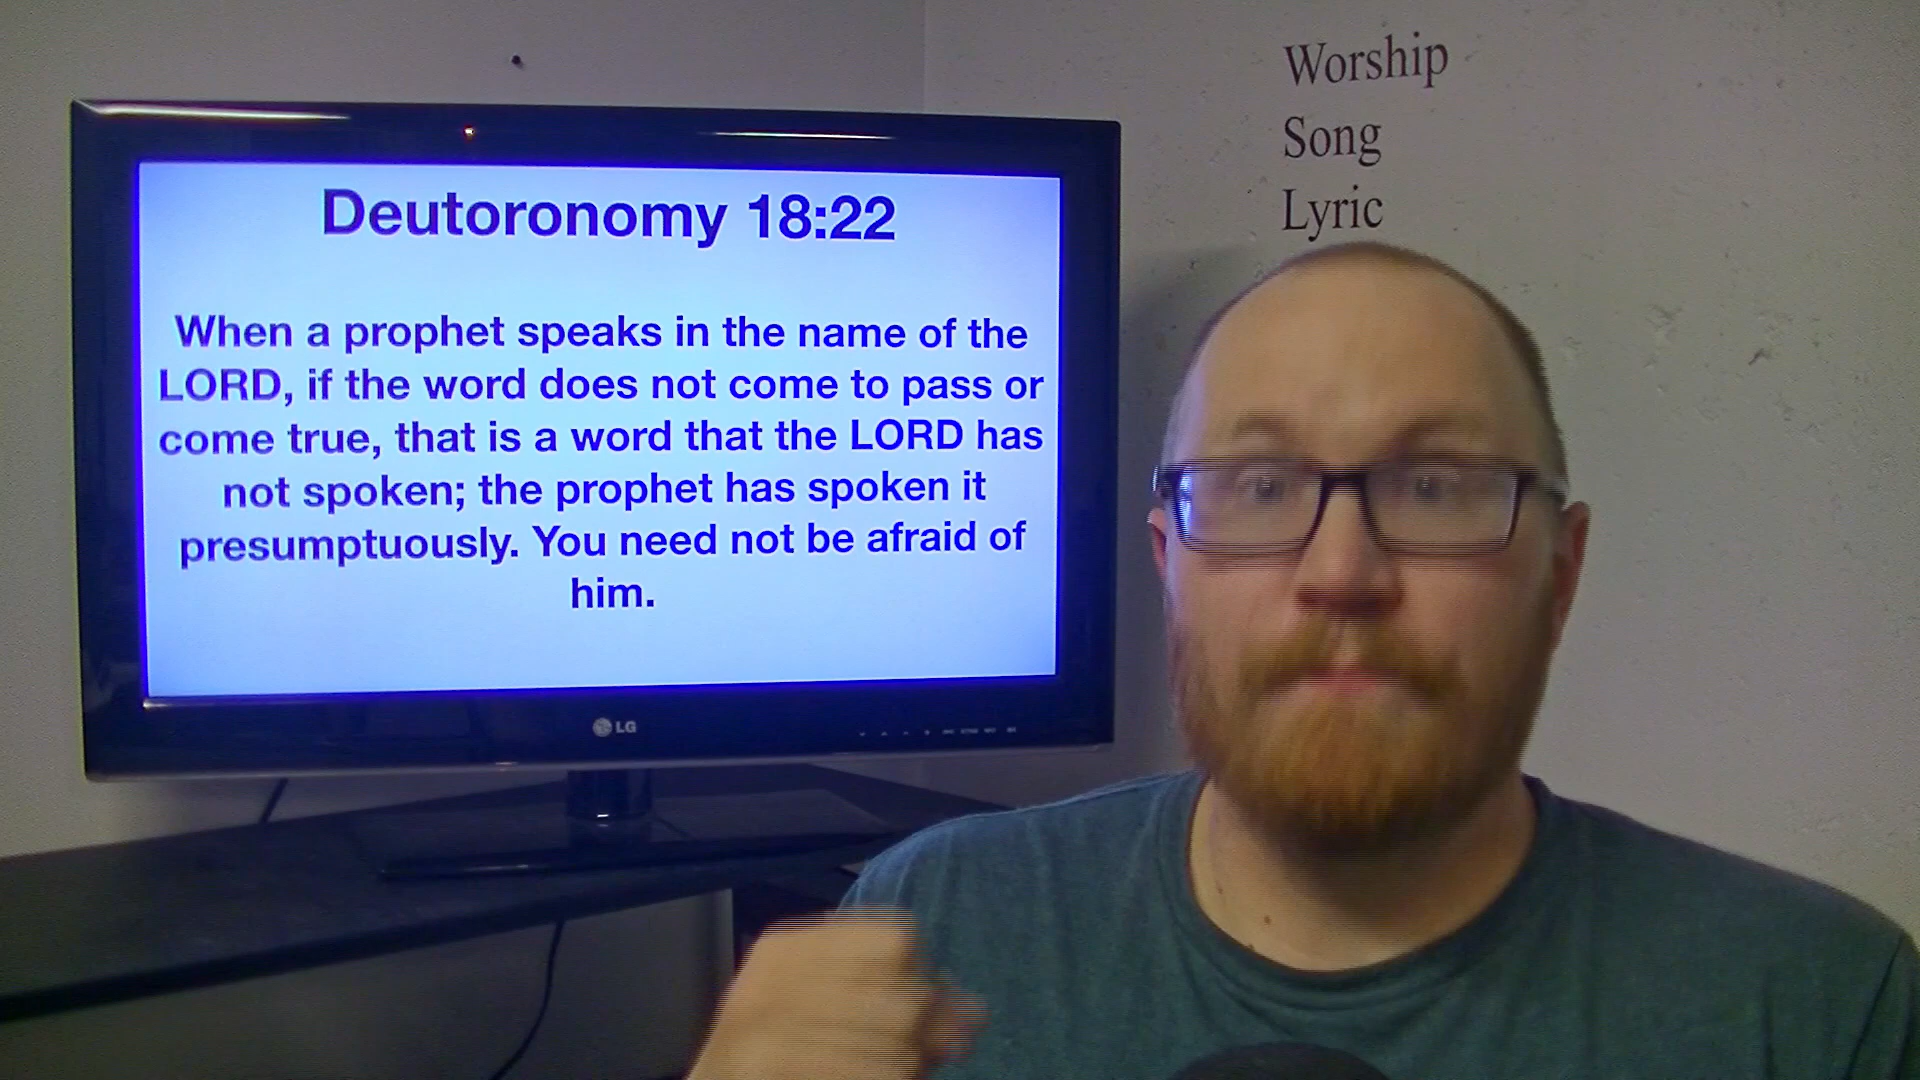 Deutoronomy 18:22
When a prophet speaks in the name of the
LORD, if the word does not come to pass or
come true, that is a word that the LORD has
not spoken; the prophet has spoken it
presumptuously. You need not be afraid of
him.
LG
Worship
Song
Lyric